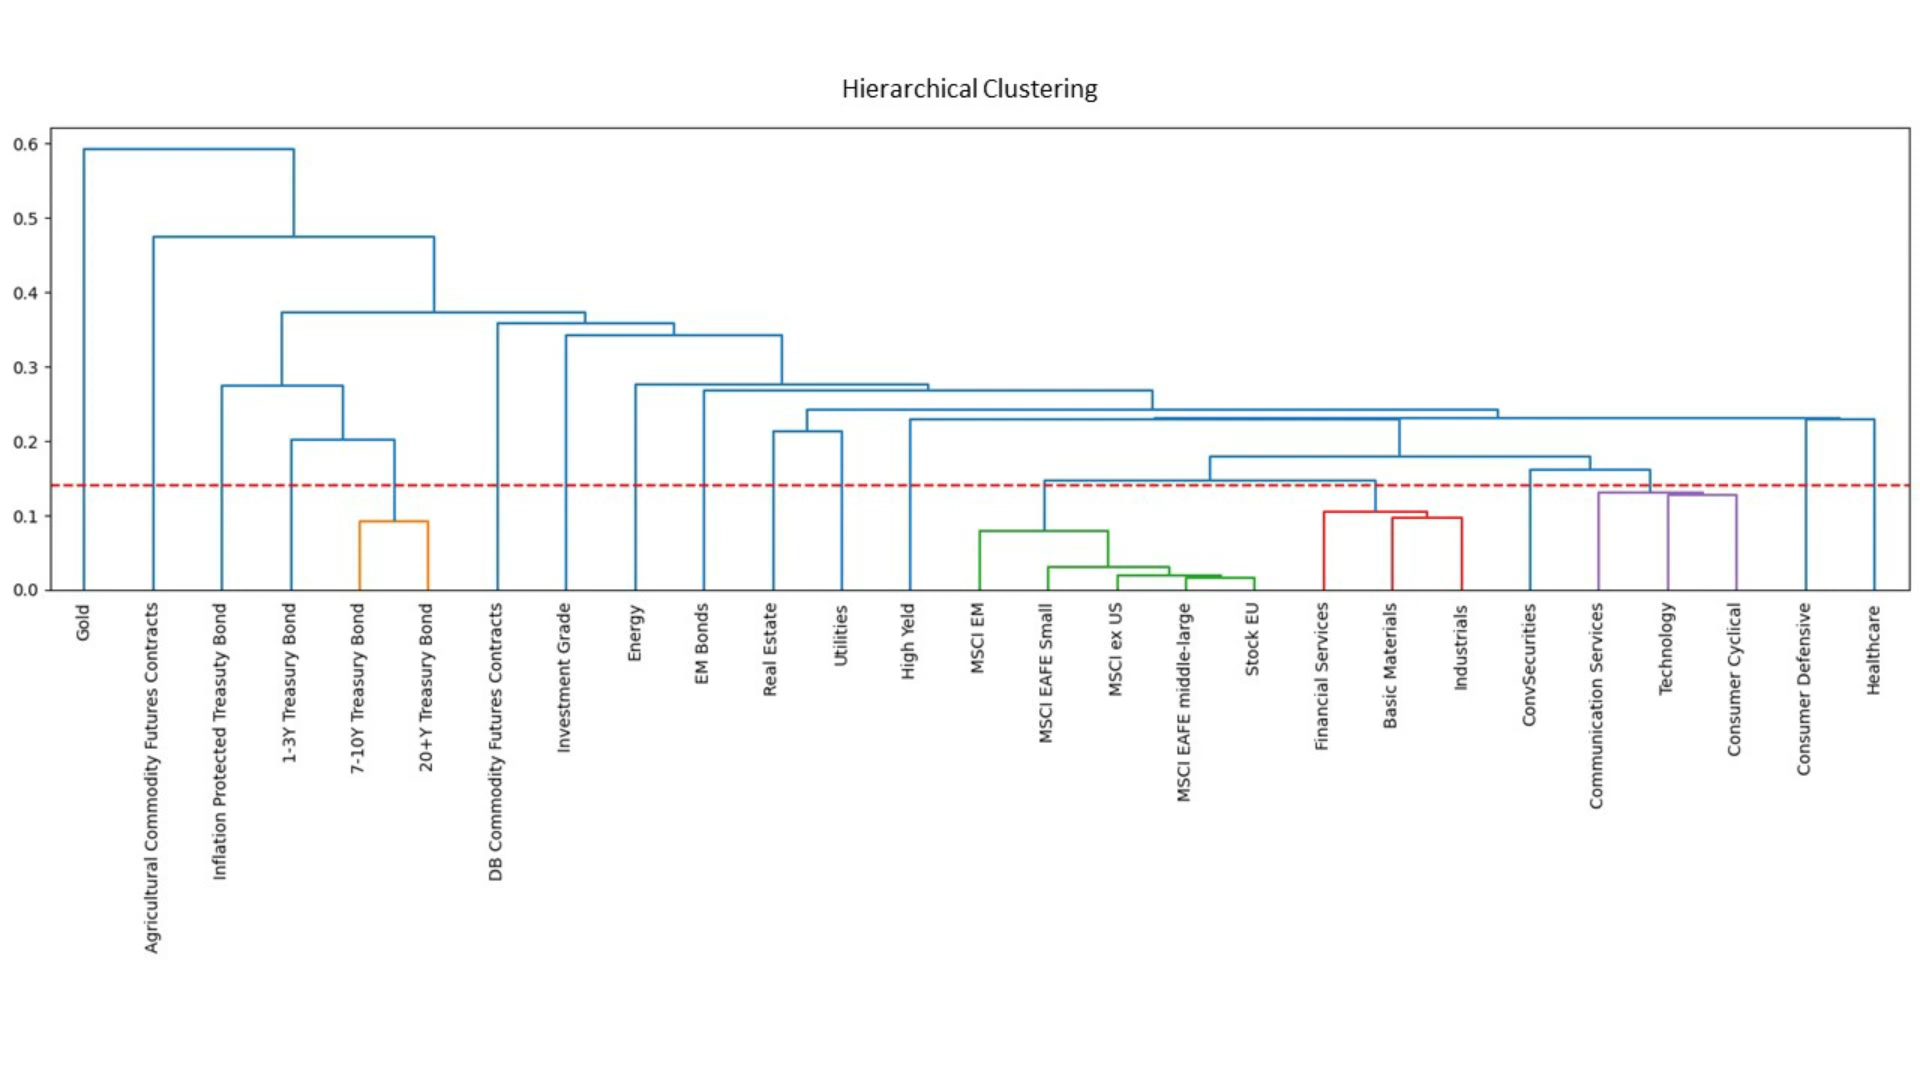 Hierarchical Clustering
0.6
0.5
0.4
0.3
0.2
0.1
0.0
Gold
Agricultural Commodity Futures Contracts
Inflation Protected Treasuty Bond
1-3Y Treasury Bond
7-10Y Treasury Bond
20+Y Treasury Bond
DB Commodity Futures Contracts
Investment Grade
Energy
EM Bonds
Real Estate
Utilities
High Yeld
MSCI EM
MSCI EAFE Small
MSCI ex US
MSCI EAFE middle-large
Stock EU
Financial Services
Basic Materials
Industrials
ConvSecurities
Communication Services
Technology
Consumer Cyclical
Consumer Defensive
Healthcare